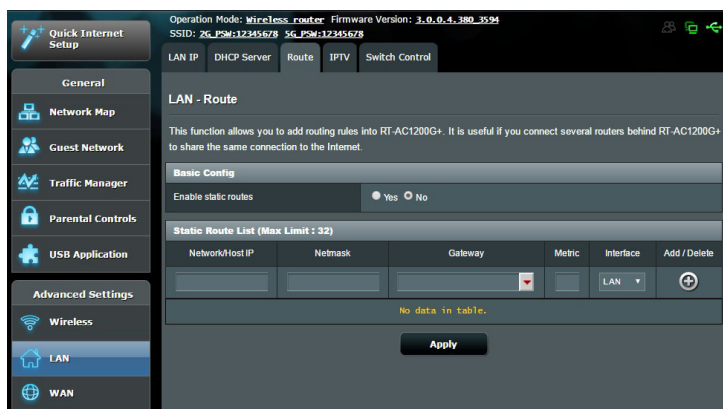 Quick Internet
Setup
General
Network Map
Guest Network
Traffic Manager
Parental Controls
USB Application
Advanced Settings
Wireless
LAN
WAN
Operation Mode: Wireless router Firmware Version: 3.0.0.4.380_3594
SSID: 2G_PSW:12345678 5G_PSW:12345678
LAN IP DHCP Server Route IPTV Switch Control
LAN - Route
This function allows you to add routing rules into RT-AC1200G+. It is useful if you connect several routers behind RT-AC1200G+
to share the same connection to the Internet.
Basic Config
Enable static routes Yes No
Static Route List (Max Limit : 32)
Network/Host IP Netmask Gateway Metric Interface Add / Delete
LAN
No data in table.
Apply